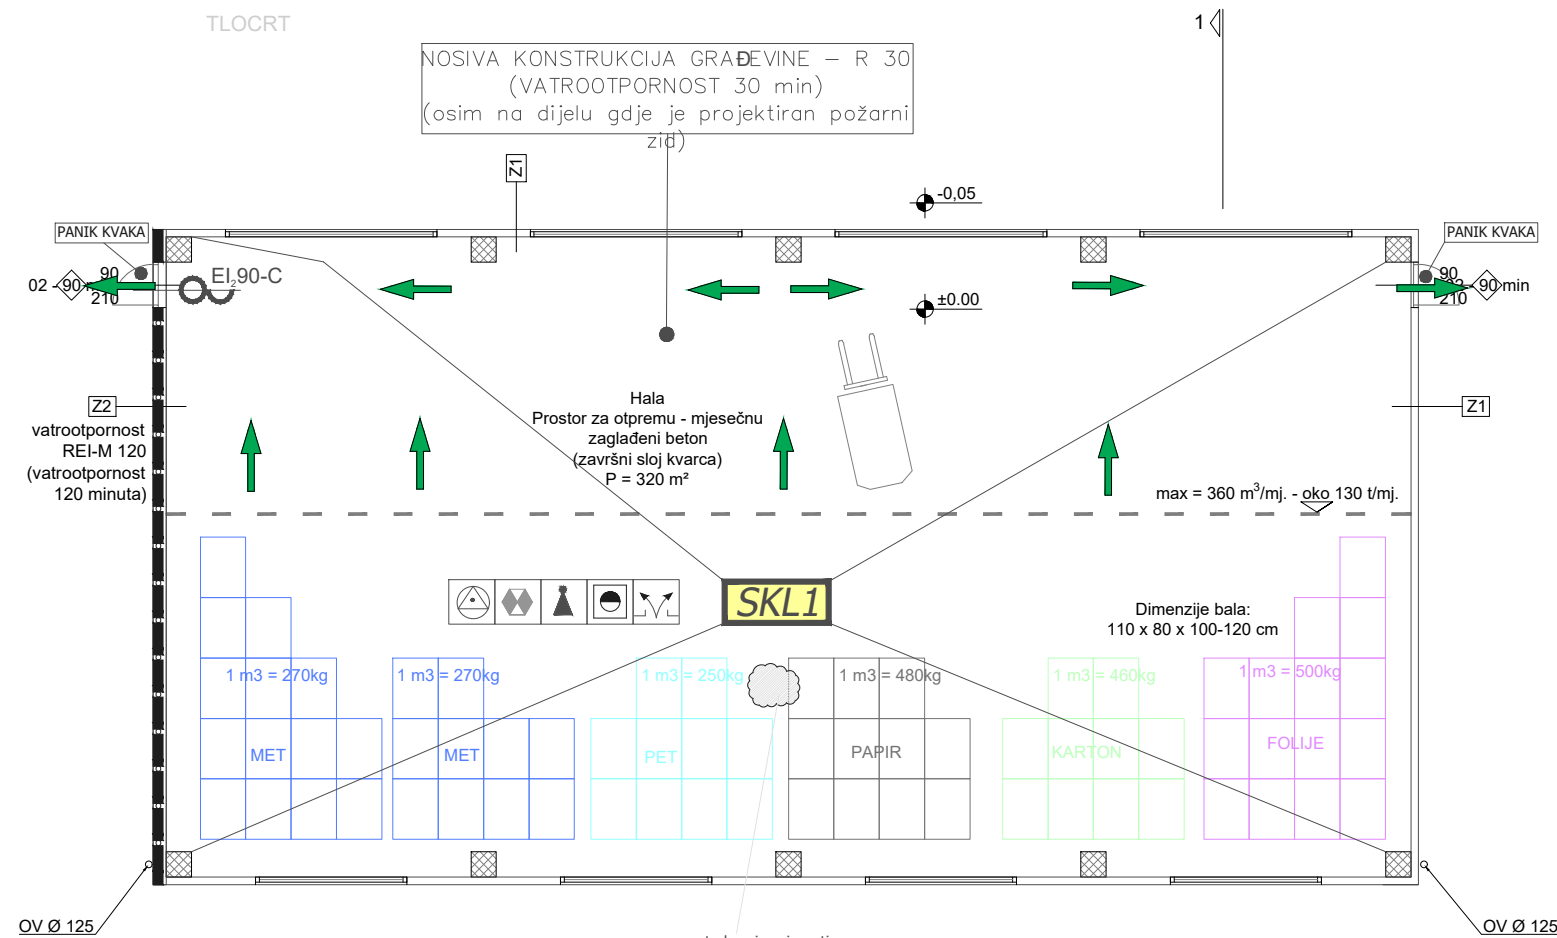 TLOCRT
1
NOSIVA KONSTRUKCIJA GRAĐEVINE – R 30
(VATROOTPORNOST 30 min)
(osim na dijelu gdje je projektiran požarni
zid)
Z1
-0,05
PANIK KVAKA
PANIK KVAKA
90
210
02 - 90
EI₂90-C
±0.00
90
210
90 min
Z2
vatrootpornost
REI-M 120
(vatrootpornost
120 minuta)
Hala
Prostor za otpremu - mjesečnu
zaglađeni beton
(završni sloj kvarca)
P = 320 m²
Z1
max = 360 m³/mj. - oko 130 t/mj.
SKL1
Dimenzije bala:
110 x 80 x 100-120 cm
1 m3 = 270kg
1 m3 = 270kg
1 m3 = 250kg
1 m3 = 480kg
1 m3 = 460kg
1 m3 = 500kg
MET
MET
PET
PAPIR
KARTON
FOLIJE
OV Ø 125
OV Ø 125